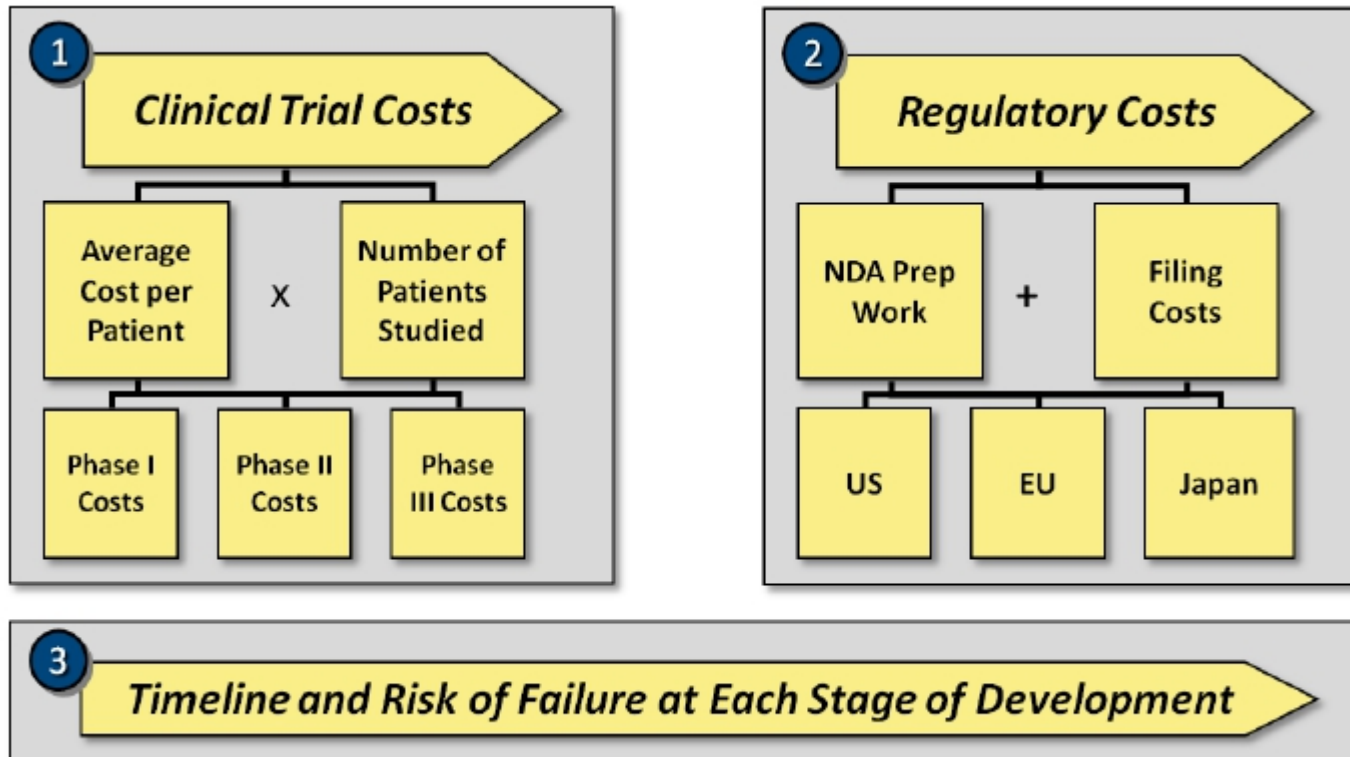 1
Clinical Trial Costs
Average
Cost per
Patient
x
Number of
Patients
Studied
Phase I
Costs
Phase II
Costs
Phase
III Costs
2
Regulatory Costs
NDA Prep
Work
+
Filing
Costs
US
EU
Japan
3
Timeline and Risk of Failure at Each Stage of Development